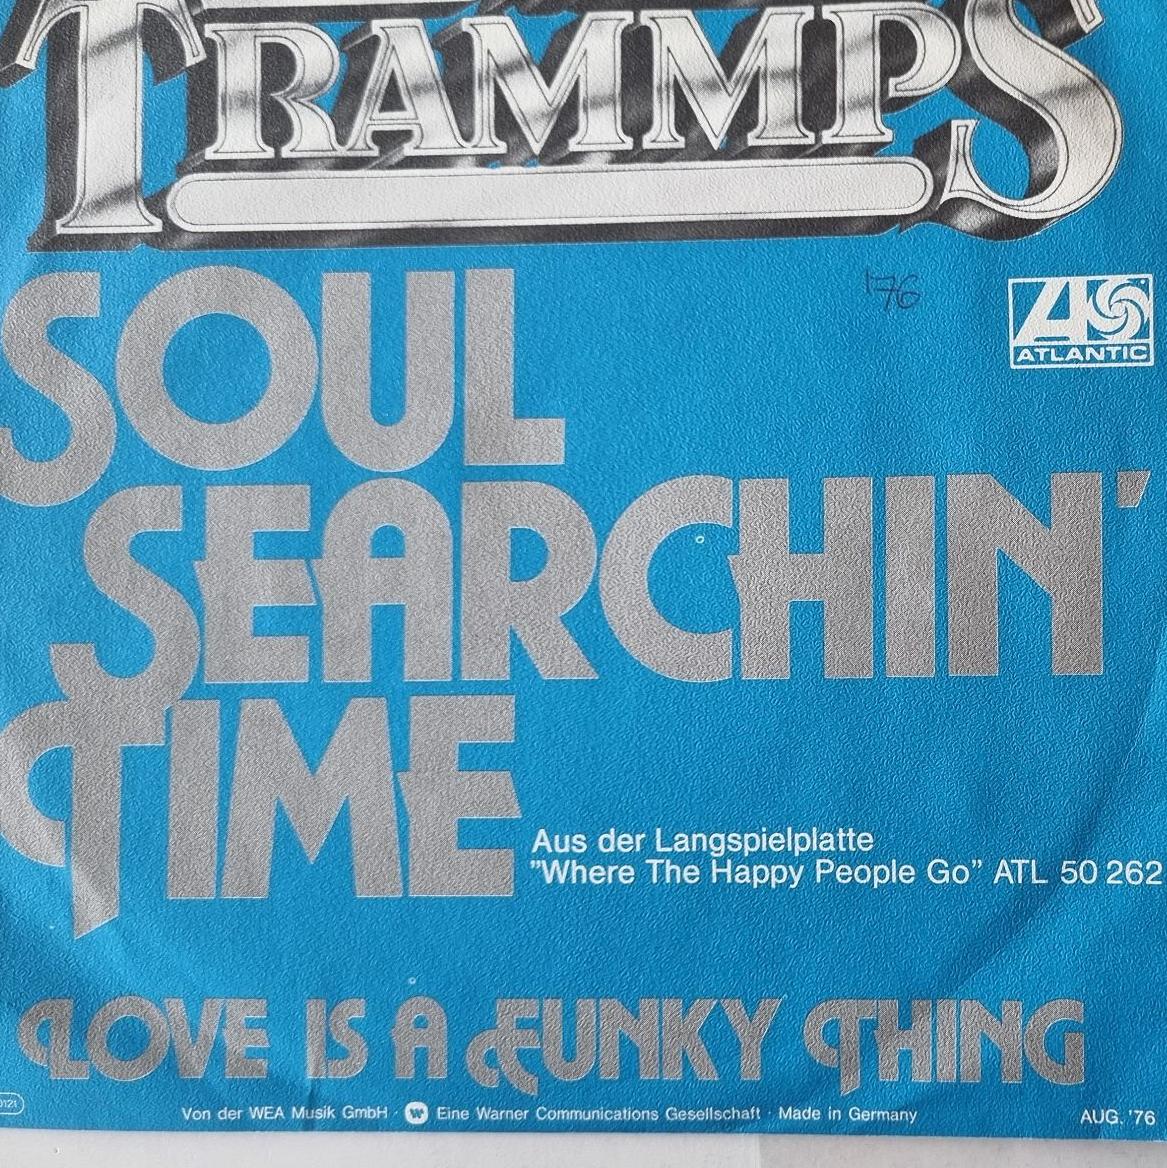 TRAMMPS
SOUL
'76
ATLANTIC
SEARCHIN'
TIME
Aus der Langspielplatte
"Where The Happy People Go" ATL 50 262
LOVE IS A FUNKY THING
Von der WEA Musik GmbH · Eine Warner Communications Gesellschaft · Made in Germany
AUG. '76